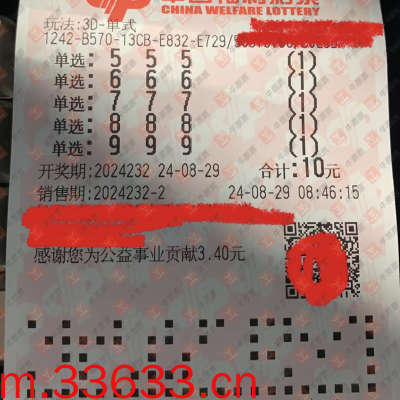 CHINA WELFARE LOTTERY
玩法:3D-单式
1242-B570-13CB-E832-E729/
单选:5 5 5 (1)
单选:6 6 6 (1)
单选:7 7 7 (1)
单选:8 8 8 (1)
单选:9 9 9 (1)
开奖期:2024232 24-08-29 合计:10元
销售期:2024232-2 24-08-29 08:46:15
感谢您为公益事业贡献3.40元
m.33633.cn